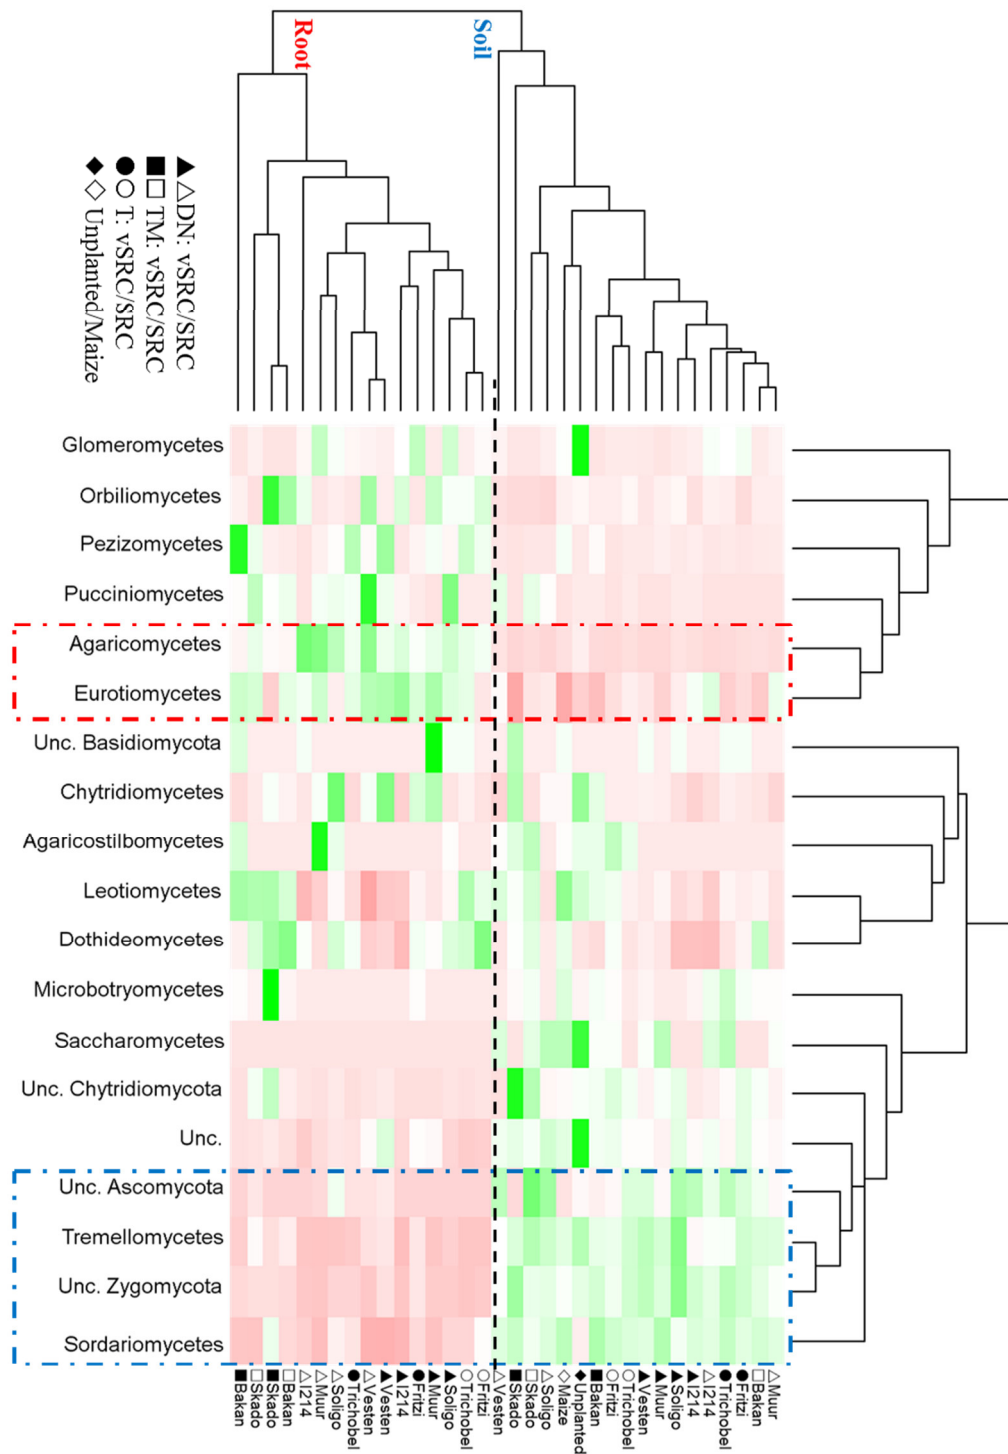 Root
Soil
▲△DN: vSRC/SRC
■□ TM: vSRC/SRC
●○ T: vSRC/SRC
◆◇ Unplanted/Maize
Glomeromycetes
Orbiliomycetes
Pezizomycetes
Pucciniomycetes
Agaricomycetes
Eurotiomycetes
Unc. Basidiomycota
Chytridiomycetes
Agaricostilbomycetes
Leotiomycetes
Dothideomycetes
Microbotryomycetes
Saccharomycetes
Unc. Chytridiomycota
Unc.
Unc. Ascomycota
Tremellomycetes
Unc. Zygomycota
Sordariomycetes
■Bakan
□Skado
■Skado
□Bakan
△I214
△Muur
△Soligo
●Trichobel
△Vesten
▲Vesten
▲I214
●Fritzi
▲Muur
▲Soligo
○Trichobel
○Fritzi
△Vesten
■Skado
□Skado
△Soligo
◇Maize
◆Unplanted
■Bakan
○Fritzi
○Trichobel
▲Vesten
▲Muur
▲Soligo
▲I214
△I214
●Trichobel
●Fritzi
□Bakan
△Muur